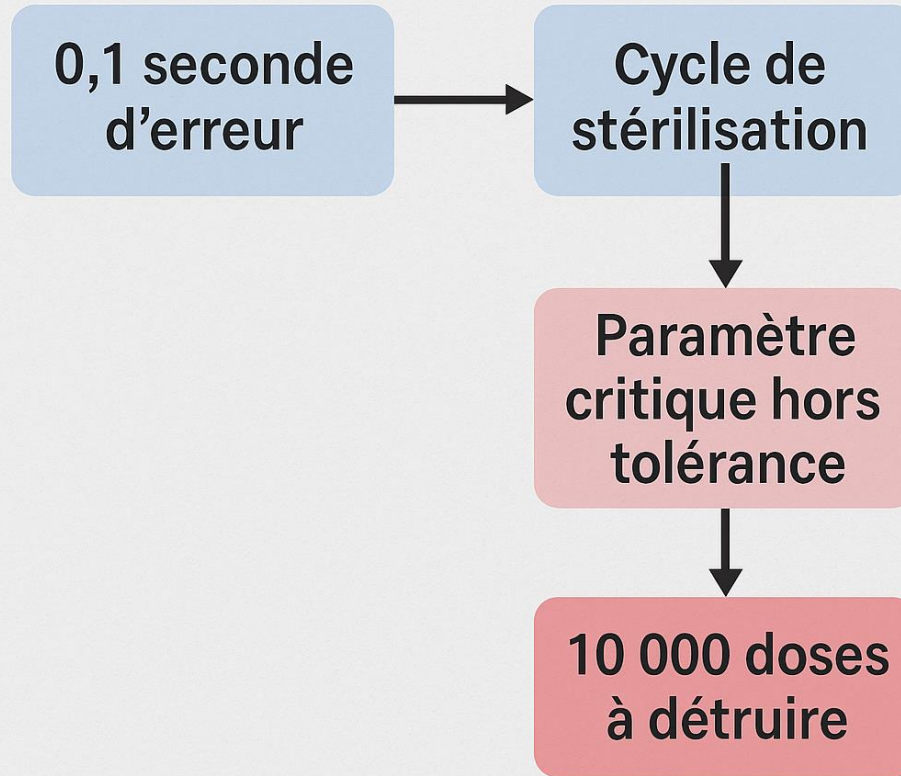 0,1 seconde
d’erreur
Cycle de
stérilisation
Paramètre
critique hors
tolérance
10 000 doses
à détruire